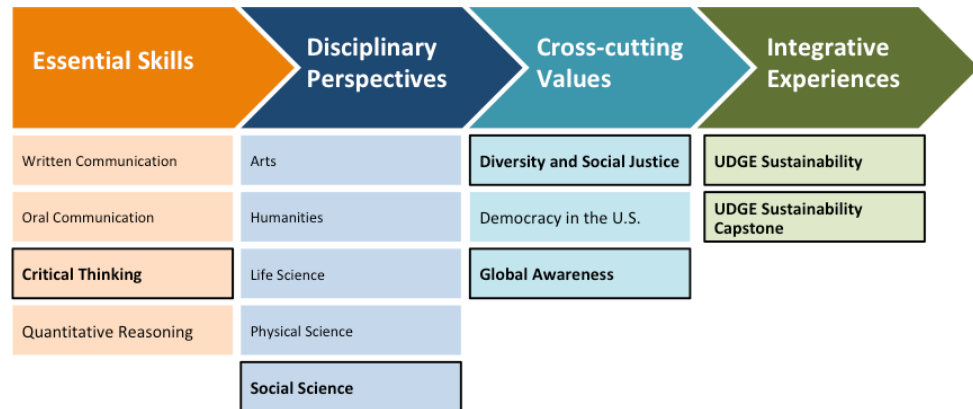 Essential Skills
Disciplinary
Perspectives
Cross-cutting
Values
Integrative
Experiences
Written Communication
Arts
Diversity and Social Justice
UDGE Sustainability
Oral Communication
Humanities
Democracy in the U.S.
UDGE Sustainability
Capstone
Critical Thinking
Life Science
Global Awareness
Quantitative Reasoning
Physical Science
Social Science